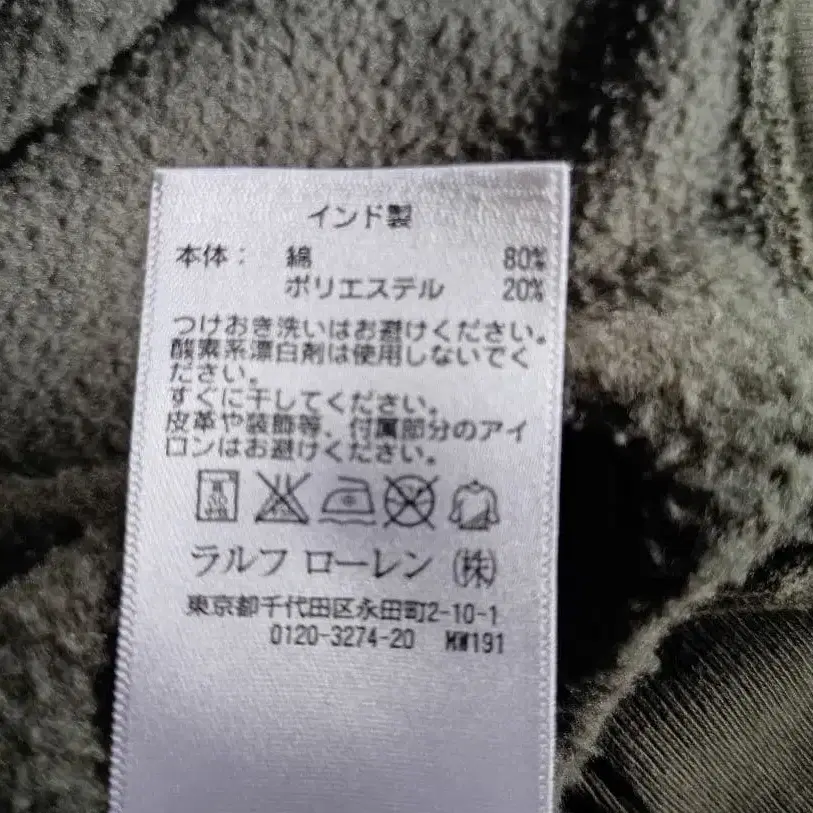 インド製
本体： 綿 80%
ポリエステル 20%
つけおき洗いはお避けください。
酸素系漂白剤は使用しないでく
ださい。
すぐに干してください。
皮革や装飾等、付属部分のアイ
ロンはお避けください。
ラルフ ローレン (株)
東京都千代田区永田町2-10-1
0120-3274-20 MW191